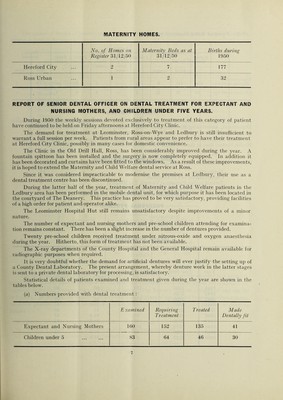 MATERNITY HOMES.
No. of Homes on Register 31/12/50
Maternity Beds as at 31/12/50
Births during 1950
Hereford City ... 2 7 177
Ross Urban ... 1 2 32
REPORT OF SENIOR DENTAL OFFICER ON DENTAL TREATMENT FOR EXPECTANT AND
NURSING MOTHERS, AND CHILDREN UNDER FIVE YEARS.
During 1950 the weekly sessions devoted exclusively to treatment of this category of patient
have continued to be held on Friday afternoons at Hereford City Clinic.
The demand for treatment at Leominster, Ross-on-Wye and Ledbury is still insufficient to
warrant a full session per week. Patients from rural areas appear to prefer to have their treatment
at Hereford City Clinic, possibly in many cases for domestic convenience.
The Clinic in the Old Drill Hall, Ross, has been considerably improved during the year. A
fountain spittoon has been installed and the surgery is now completely equipped. In addition it
has been decorated and curtains have been fitted to the windows. As a result of these improvements,
it is hoped to extend the Maternity and Child Welfare dental service at Ross.
Since it was considered impracticable to modernise the premises at Ledbury, their use as a
dental treatment centre has been discontinued.
During the latter half of the year, treatment of Maternity and Child Welfare patients in the
Ledbury area has been performed in the mobile dental unit, for which purpose it has been located in
the courtyard of The Deanery. This practice has proved to be very satisfactory, providing facilities
of a high order for patient and operator alike.
The Leominster Hospital Hut still remains unsatisfactory despite improvements of a minor
nature.
The number of expectant and nursing mothers and pre-school children attending for examina-
tion remains constant. There has been a slight increase in the number of dentures provided.
Twenty pre-school children received treatment under nitrous-oxide and oxygen anaesthesia
during the year. Hitherto, this form of treatment has not been available.
The X-ray departments of the County Hospital and the General Hospital remain available for
radiographic purposes when required.
It is very doubtful whether the demand for artificial dentures will ever justify the setting up of
a County Dental Laboratory. The present arrangement, whereby denture work in the latter stages
is sent to a private dental laboratory for processing, is satisfactory.
Statistical details of patients examined and treatment given during the year are shown in the
tables below.
(a) Numbers provided with dental treatment :
Examined
Requiring Treatment
Treated
Made Dentally fit
Expectant and Nursing Mothers 160 132 135 41
Children under 5 ... ... 83 64 46 30
7